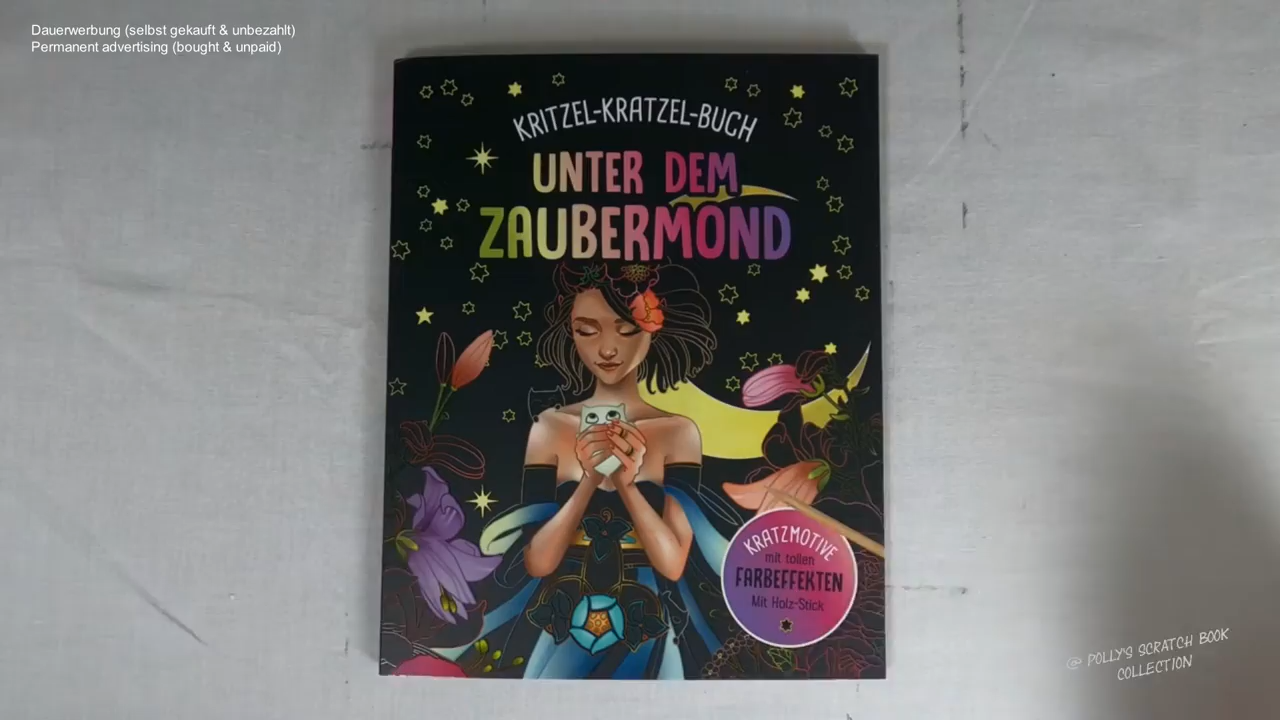 Dauerwerbung (selbst gekauft & unbezahlt)
Permanent advertising (bought & unpaid)
KRITZEL-KRATZEL-BUCH
UNTER DEM
ZAUBERMOND
KRATZMOTIVE
mit tollen
FARBEFFEKTEN
Mit Holz-Stick
@ POLLY'S SCRATCH BOOK
COLLECTION